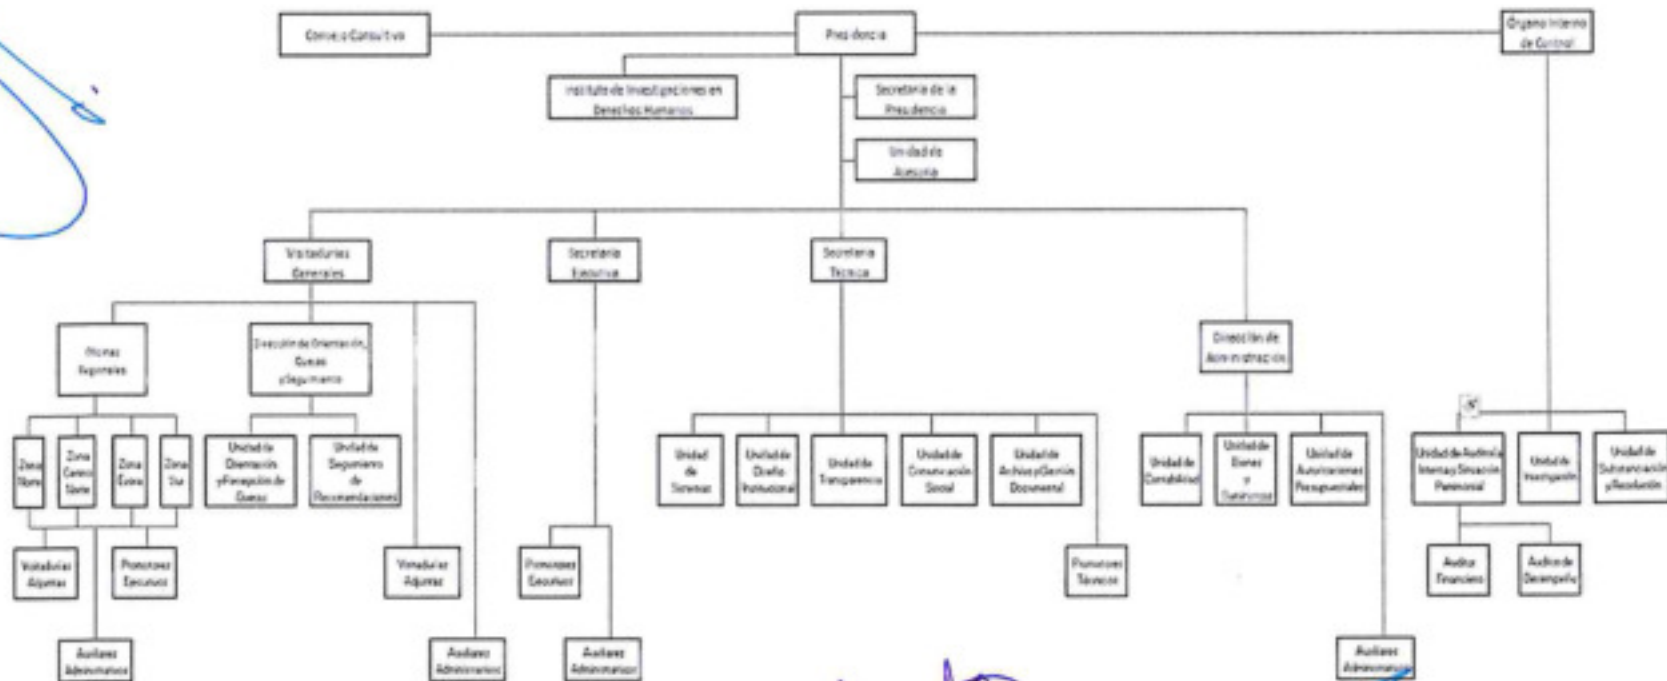 Consejo Consultivo
Presidencia
Órgano Interno
de Control
Instituto de Investigaciones en
Derechos Humanos
Secretaría de la
Presidencia
Unidad de
Asesoría
Visitadurías
Generales
Secretaría
Ejecutiva
Secretaría
Técnica
Dirección de
Administración
Oficinas
Regionales
Dirección de Orientación,
Quejas
y Seguimiento
Zona
Norte
Zona
Centro
Norte
Zona
Évora
Zona
Sur
Unidad de
Orientación
y Recepción de
Quejas
Unidad de
Seguimiento
de
Recomendaciones
Unidad
de
Sistemas
Unidad de
Diseño
Institucional
Unidad de
Transparencia
Unidad de
Comunicación
Social
Unidad de
Archivo y Gestión
Documental
Unidad de
Contabilidad
Unidad de
Bienes
y
Suministros
Unidad de
Autorizaciones
Presupuestales
Unidad de Auditoría
Interna y Situación
Patrimonial
Unidad de
Investigación
Unidad de
Substanciación
y Resolución
Visitadurías
Adjuntas
Promotores
Ejecutivos
Visitadurías
Adjuntas
Promotores
Ejecutivos
Promotores
Técnicos
Auditor
Financiero
Auditor de
Desempeño
Auxiliares
Administrativos
Auxiliares
Administrativos
Auxiliares
Administrativos
Auxiliares
Administrativos